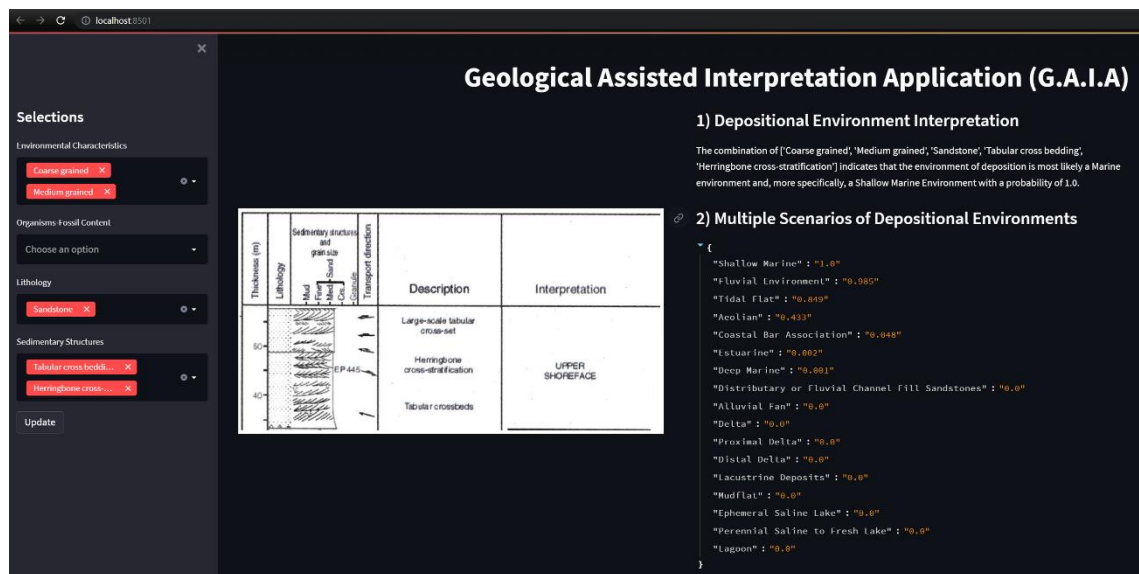 localhost:8501
Geological Assisted Interpretation Application (G.A.I.A)
Selections
Environmental Characteristics
Coarse grained ×
Medium grained ×
Organisms-Fossil Content
Choose an option
Lithology
Sandstone ×
Sedimentary Structures
Tabular cross beddi... ×
Herringbone cross-... ×
Update
Thickness (m)
Lithology
Sedimentary structures
and
grain size
Sand
Mud
Fine
Med
Crs.
Granule
Transport direction
Description
Interpretation
50
40
EP445
Large-scale tabular
cross-set
Herringbone
cross-stratification
Tabular crossbeds
UPPER
SHOREFACE
1) Depositional Environment Interpretation
The combination of ['Coarse grained', 'Medium grained', 'Sandstone', 'Tabular cross bedding',
'Herringbone cross-stratification'] indicates that the environment of deposition is most likely a Marine
environment and, more specifically, a Shallow Marine Environment with a probability of 1.0.
2) Multiple Scenarios of Depositional Environments
{
"Shallow Marine" : "1.0"
"Fluvial Environment" : "0.985"
"Tidal Flat" : "0.849"
"Aeolian" : "0.433"
"Coastal Bar Association" : "0.048"
"Estuarine" : "0.002"
"Deep Marine" : "0.001"
"Distributary or Fluvial Channel Fill Sandstones" : "0.0"
"Alluvial Fan" : "0.0"
"Delta" : "0.0"
"Proximal Delta" : "0.0"
"Distal Delta" : "0.0"
"Lacustrine Deposits" : "0.0"
"Mudflat" : "0.0"
"Ephemeral Saline Lake" : "0.0"
"Perennial Saline to Fresh Lake" : "0.0"
"Lagoon" : "0.0"
}